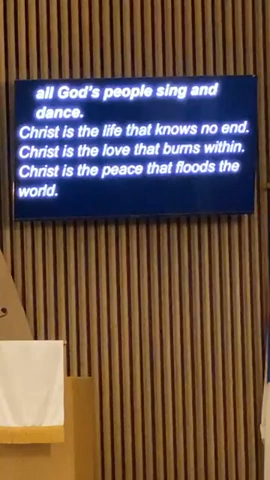 all God's people sing and
dance.
Christ is the life that knows no end.
Christ is the love that burns within.
Christ is the peace that floods the
world.